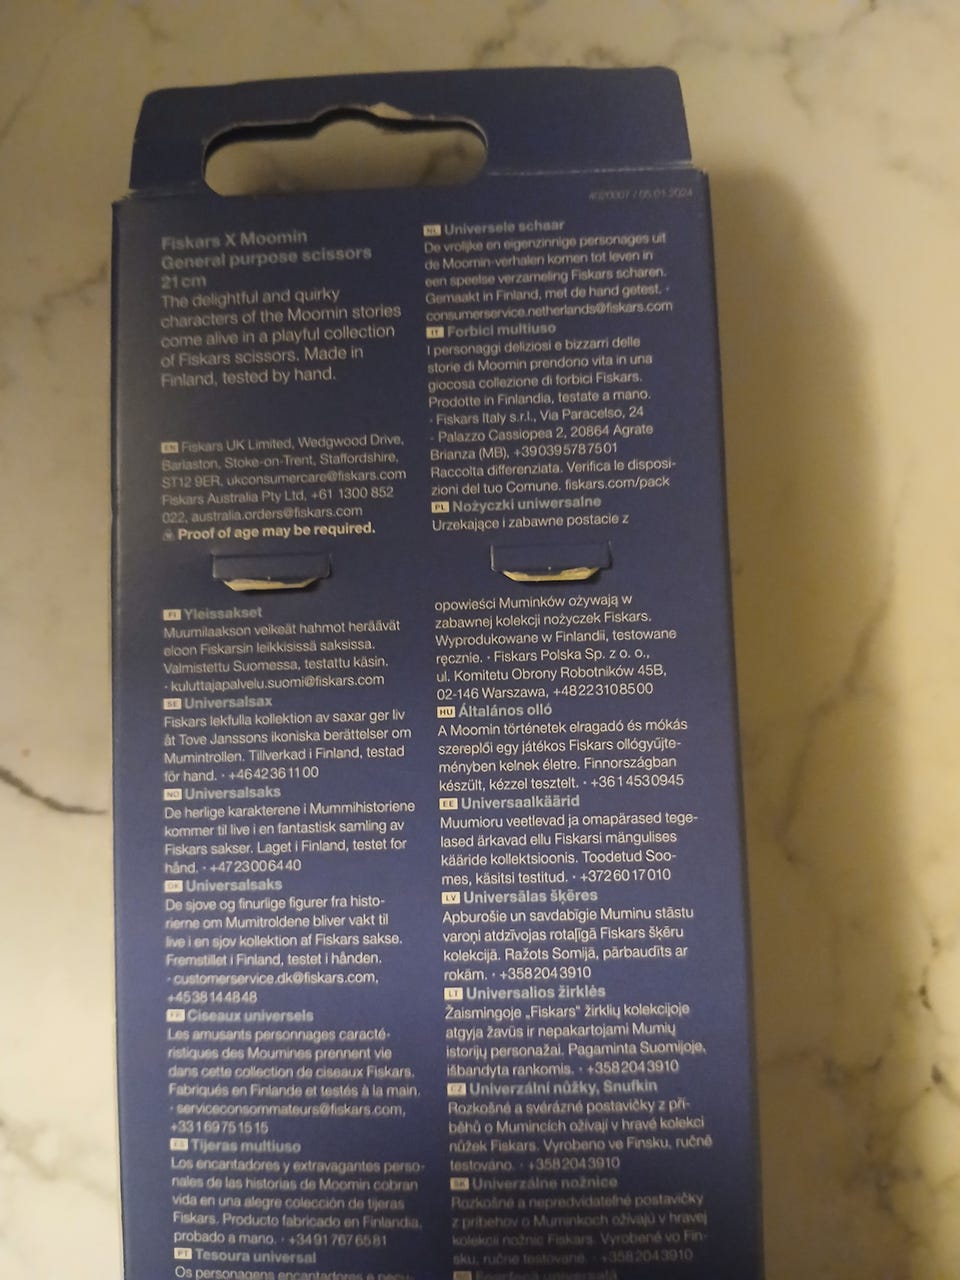 4020007 / 05.01.2024
Fiskars X Moomin
General purpose scissors
21 cm
The delightful and quirky
characters of the Moomin stories
come alive in a playful collection
of Fiskars scissors. Made in
Finland, tested by hand.
EN Fiskars UK Limited, Wedgwood Drive,
Barlaston, Stoke-on-Trent, Staffordshire,
ST12 9ER, ukconsumercare@fiskars.com
Fiskars Australia Pty Ltd, +61 1300 852
022, australia.orders@fiskars.com
Proof of age may be required.
FI Yleissakset
Muumilaakson veikeät hahmot heräävät
eloon Fiskarsin leikkisissä saksissa.
Valmistettu Suomessa, testattu käsin.
· kuluttajapalvelu.suomi@fiskars.com
SE Universalsax
Fiskars lekfulla kollektion av saxar ger liv
åt Tove Janssons ikoniska berättelser om
Mumintrollen. Tillverkad i Finland, testad
för hand. · +4642361100
NO Universalsaks
De herlige karakterene i Mummihistoriene
kommer til live i en fantastisk samling av
Fiskars sakser. Laget i Finland, testet for
hånd. · +4723006440
DK Universalsaks
De sjove og finurlige figurer fra histo-
rierne om Mumitroldene bliver vakt til
live i en sjov kollektion af Fiskars sakse.
Fremstillet i Finland, testet i hånden.
· customerservice.dk@fiskars.com,
+4538144848
FR Ciseaux universels
Les amusants personnages caracté-
ristiques des Moumines prennent vie
dans cette collection de ciseaux Fiskars.
Fabriqués en Finlande et testés à la main.
· serviceconsommateurs@fiskars.com,
+33169751515
ES Tijeras multiuso
Los encantadores y extravagantes perso-
nales de las historias de Moomin cobran
vida en una alegre colección de tijeras
Fiskars. Producto fabricado en Finlandia,
probado a mano. · +34917676581
PT Tesoura universal
Os personagens encantadores e pecu-
NL Universele schaar
De vrolijke en eigenzinnige personages uit
de Moomin-verhalen komen tot leven in
een speelse verzameling Fiskars scharen.
Gemaakt in Finland, met de hand getest. ·
consumerservice.netherlands@fiskars.com
IT Forbici multiuso
I personaggi deliziosi e bizzarri delle
storie di Moomin prendono vita in una
giocosa collezione di forbici Fiskars.
Prodotte in Finlandia, testate a mano.
· Fiskars Italy s.r.l., Via Paracelso, 24
- Palazzo Cassiopea 2, 20864 Agrate
Brianza (MB), +390395787501
Raccolta differenziata. Verifica le disposi-
zioni del tuo Comune. fiskars.com/pack
PL Nożyczki uniwersalne
Urzekające i zabawne postacie z
opowieści Muminków ożywają w
zabawnej kolekcji nożyczek Fiskars.
Wyprodukowane w Finlandii, testowane
ręcznie. · Fiskars Polska Sp. z o. o.,
ul. Komitetu Obrony Robotników 45B,
02-146 Warszawa, +48223108500
HU Általános olló
A Moomin történetek elragadó és mókás
szereplői egy játékos Fiskars ollógyűjte-
ményben kelnek életre. Finnországban
készült, kézzel tesztelt. · +3614530945
EE Universaalkäärid
Muumioru veetlevad ja omapärased tege-
lased ärkavad ellu Fiskarsi mängulises
kääride kollektsioonis. Toodetud Soo-
mes, käsitsi testitud. · +3726017010
LV Universālas šķēres
Apburošie un savdabīgie Muminu stāstu
varoņi atdzīvojas rotaļīgā Fiskars šķēru
kolekcijā. Ražots Somijā, pārbaudīts ar
rokām. · +3582043910
LT Universalios žirklės
Žaismingoje „Fiskars“ žirklių kolekcijoje
atgyja žavūs ir nepakartojami Mumių
istorijų personažai. Pagaminta Suomijoje,
išbandyta rankomis. · +3582043910
CZ Univerzální nůžky, Snufkin
Rozkošné a svérázné postavičky z pří-
běhů o Mumincích ožívají v hravé kolekci
nůžek Fiskars. Vyrobeno ve Finsku, ručně
testováno. · +3582043910
SK Univerzálne nožnice
Rozkošné a nepredvídateľné postavičky
z príbehov o Muminkoch ožívajú v hravej
kolekcii nožníc Fiskars. Vyrobené vo Fín-
sku, ručne testované. · +3582043910